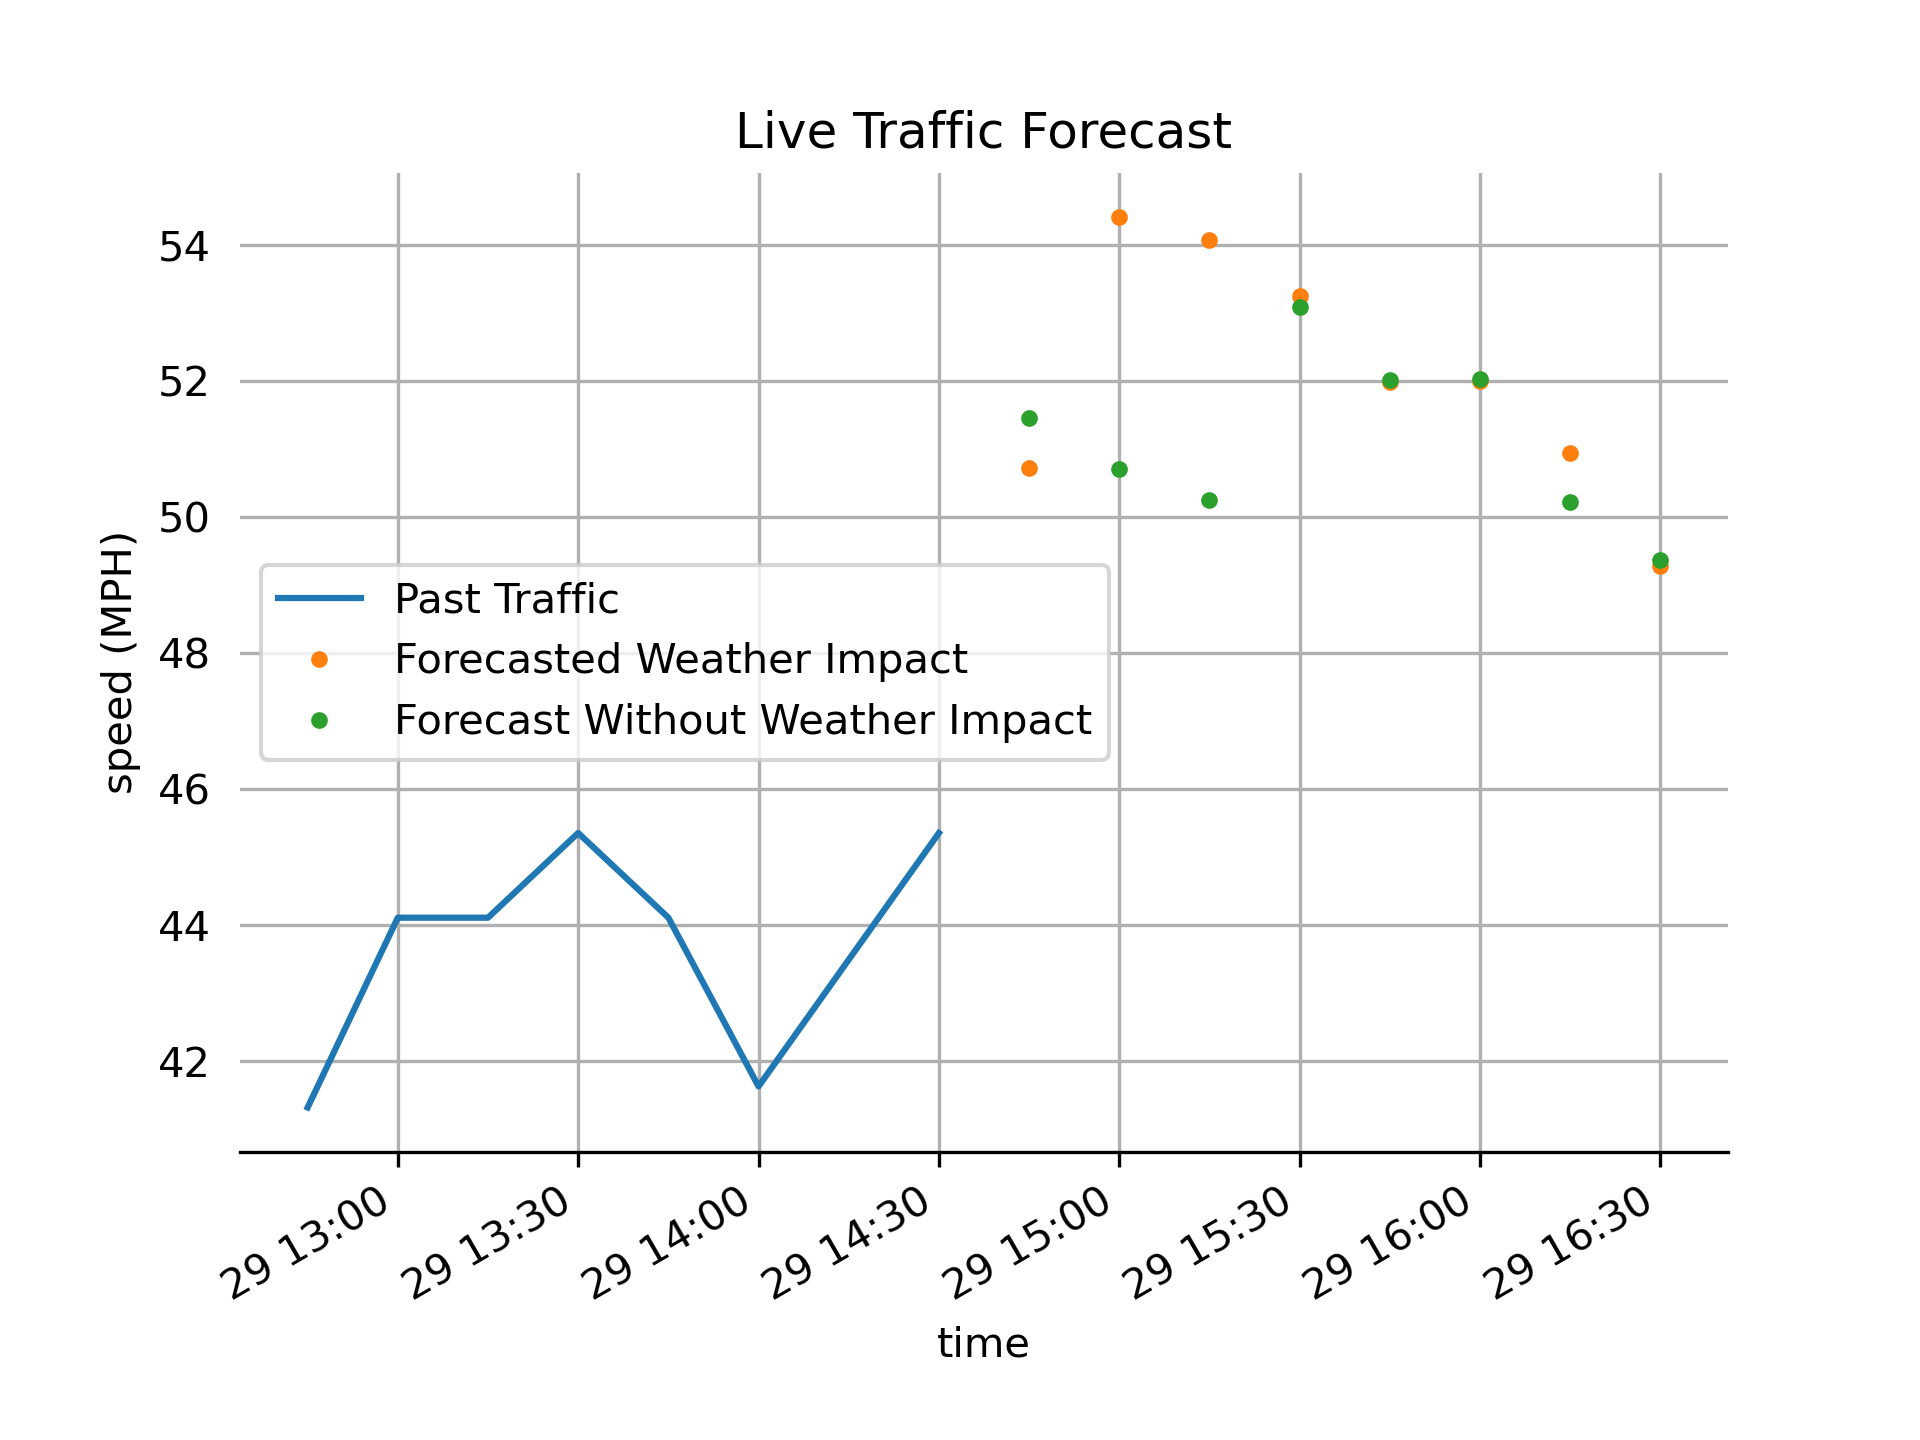 Live Traffic Forecast
54
52
50
48
46
44
42
speed (MPH)
Past Traffic
Forecasted Weather Impact
Forecast Without Weather Impact
29 13:00
29 13:30
29 14:00
29 14:30
29 15:00
29 15:30
29 16:00
29 16:30
time